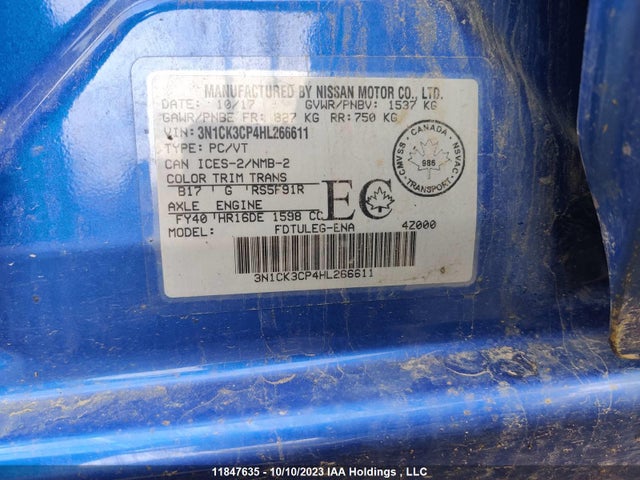 MANUFACTURED BY NISSAN MOTOR CO., LTD.
DATE: 10/17 GVWR/PNBV: 1537 KG
GAWR/PNBE FR: 827 KG RR: 750 KG
VIN: 3N1CK3CP4HL266611
TYPE: PC/VT
CAN ICES-2/NMB-2
COLOR TRIM TRANS
B17 ' G 'RS5F91R
AXLE ENGINE
FY40 'HR16DE 1598 CC
EC
MODEL: FDTULEG-ENA 4Z000
3N1CK3CP4HL266611
CMVSS · CANADA · NSVAC · TRANSPORT
986
11847635 - 10/10/2023 IAA Holdings , LLC